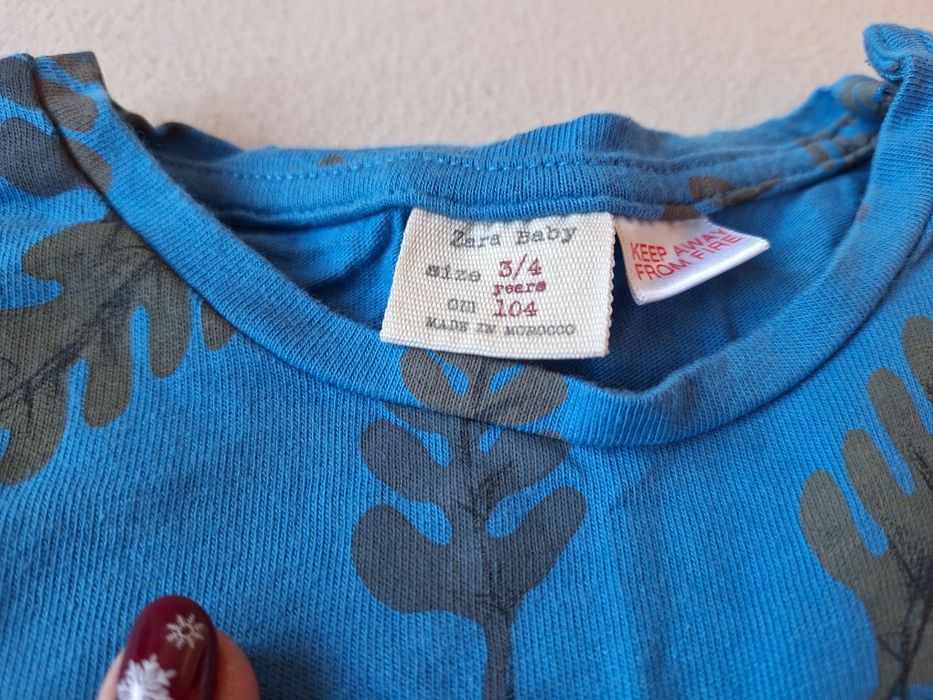 Zara Baby
size 3/4
years
cm 104
MADE IN MOROCCO
KEEP AWAY
FROM FIRE